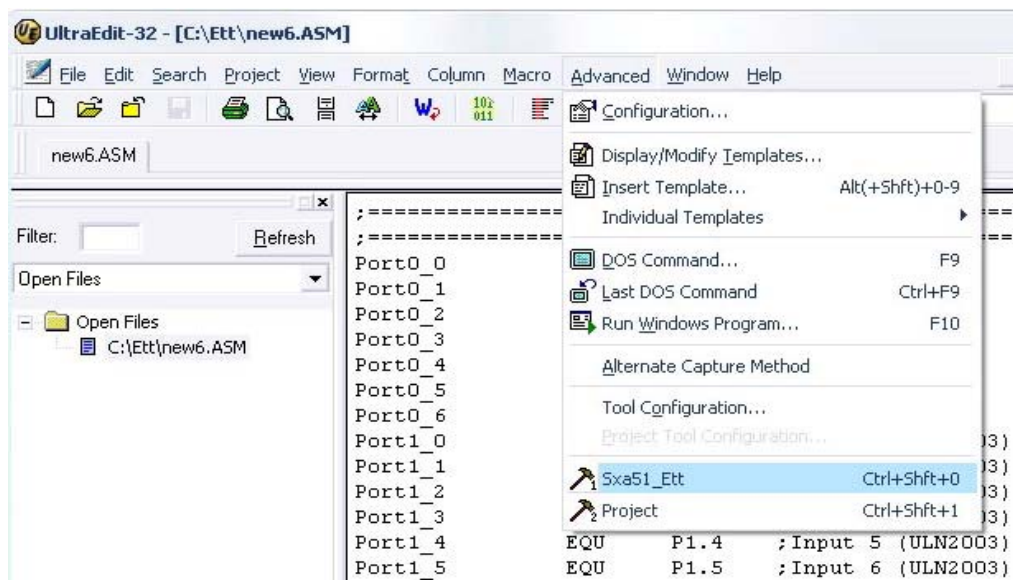 UltraEdit-32 - [C:\Ett\new6.ASM]
File Edit Search Project View Format Column Macro Advanced Window Help
new6.ASM
Configuration...
Display/Modify Templates...
Insert Template... Alt(+Shft)+0-9
Individual Templates
DOS Command... F9
Last DOS Command Ctrl+F9
Run Windows Program... F10
Alternate Capture Method
Tool Configuration...
Project Tool Configuration...
Sxa51_Ett Ctrl+Shft+0
Project Ctrl+Shft+1
Filter: Refresh
Open Files
Open Files
C:\Ett\new6.ASM
;================
;================
Port0_0
Port0_1
Port0_2
Port0_3
Port0_4
Port0_5
Port0_6
Port1_0 03)
Port1_1 03)
Port1_2 03)
Port1_3 03)
Port1_4 EQU P1.4 ;Input 5 (ULN2003)
Port1_5 EQU P1.5 ;Input 6 (ULN2003)